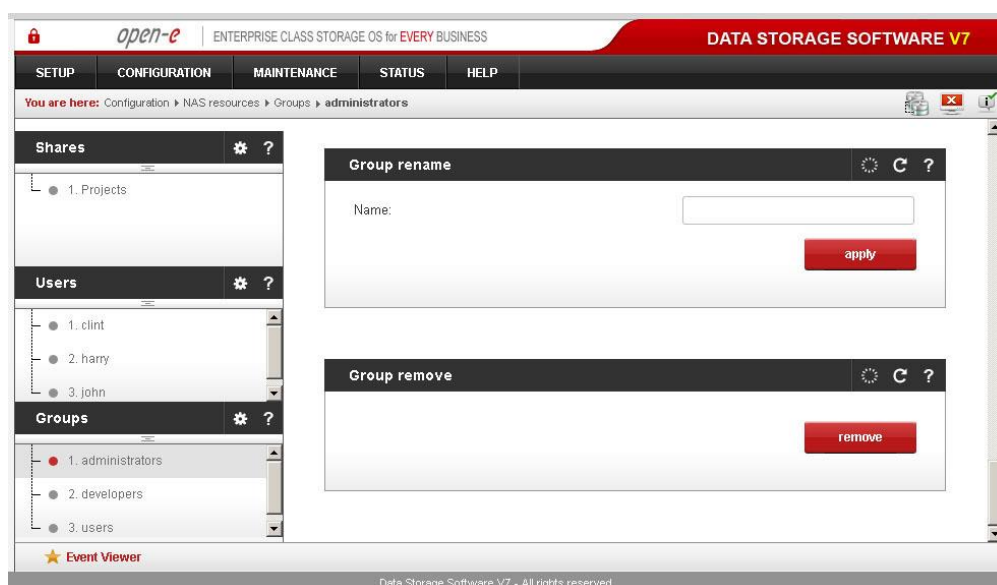 open-e ENTERPRISE CLASS STORAGE OS for EVERY BUSINESS DATA STORAGE SOFTWARE V7
SETUP CONFIGURATION MAINTENANCE STATUS HELP
You are here: Configuration NAS resources Groups administrators
Shares ?
1. Projects
Users ?
1. clint
2. harry
3. john
Groups ?
1. administrators
2. developers
3. users
Group rename ?
Name:
apply
Group remove ?
remove
Event Viewer
Data Storage Software V7 - All rights reserved